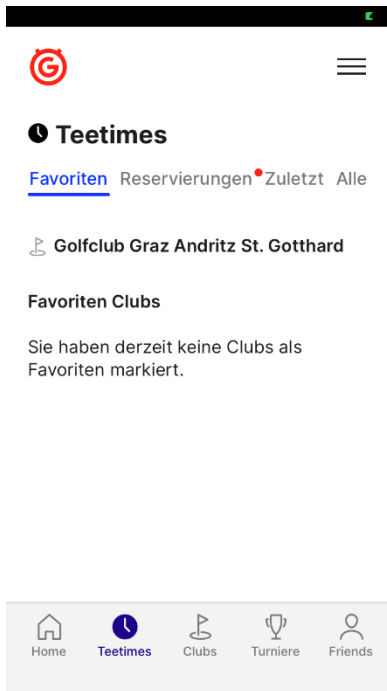 G
Teetimes
Favoriten Reservierungen Zuletzt Alle
Golfclub Graz Andritz St. Gotthard
Favoriten Clubs
Sie haben derzeit keine Clubs als
Favoriten markiert.
Home Teetimes Clubs Turniere Friends